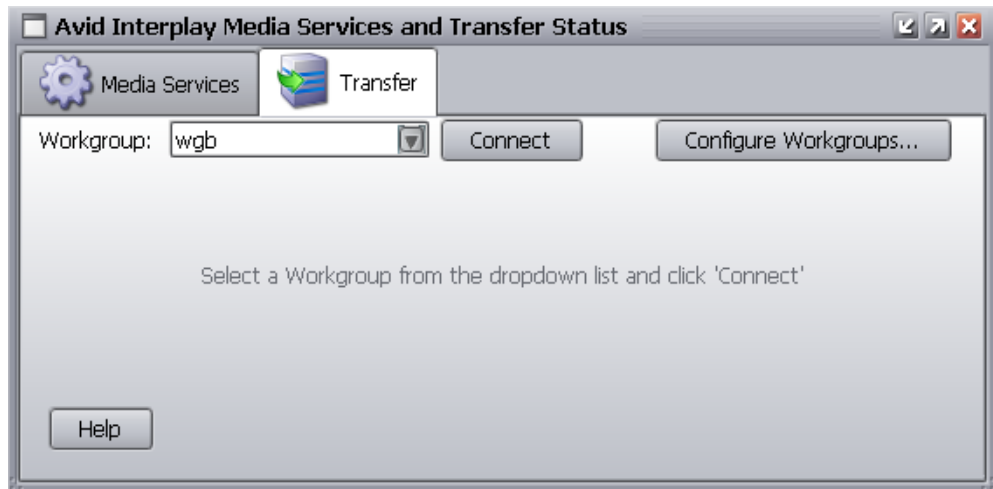 Avid Interplay Media Services and Transfer Status
Media Services Transfer
Workgroup: wgb Connect Configure Workgroups...
Select a Workgroup from the dropdown list and click 'Connect'
Help